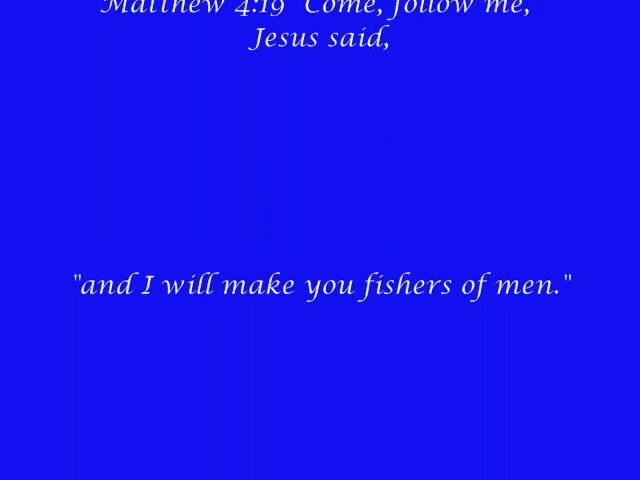 Matthew 4:19 "Come, follow me,"
Jesus said,
"and I will make you fishers of men."